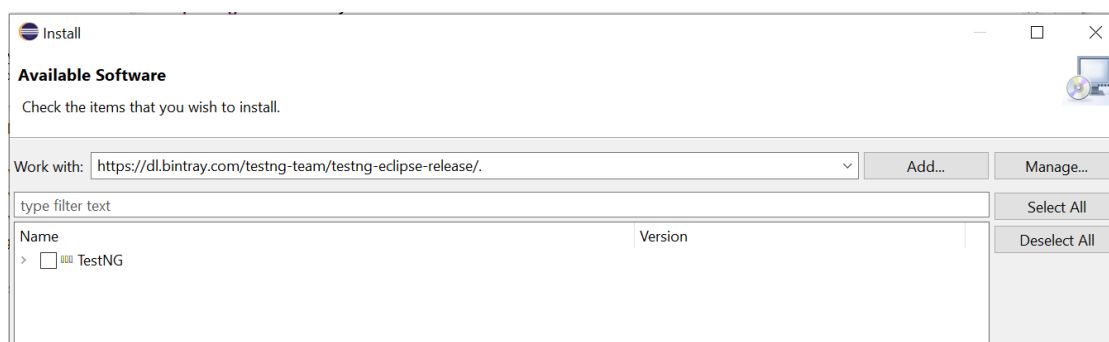 Install
Available Software
Check the items that you wish to install.
Work with: https://dl.bintray.com/testng-team/testng-eclipse-release/. Add... Manage...
type filter text Select All
Name Version Deselect All
TestNG